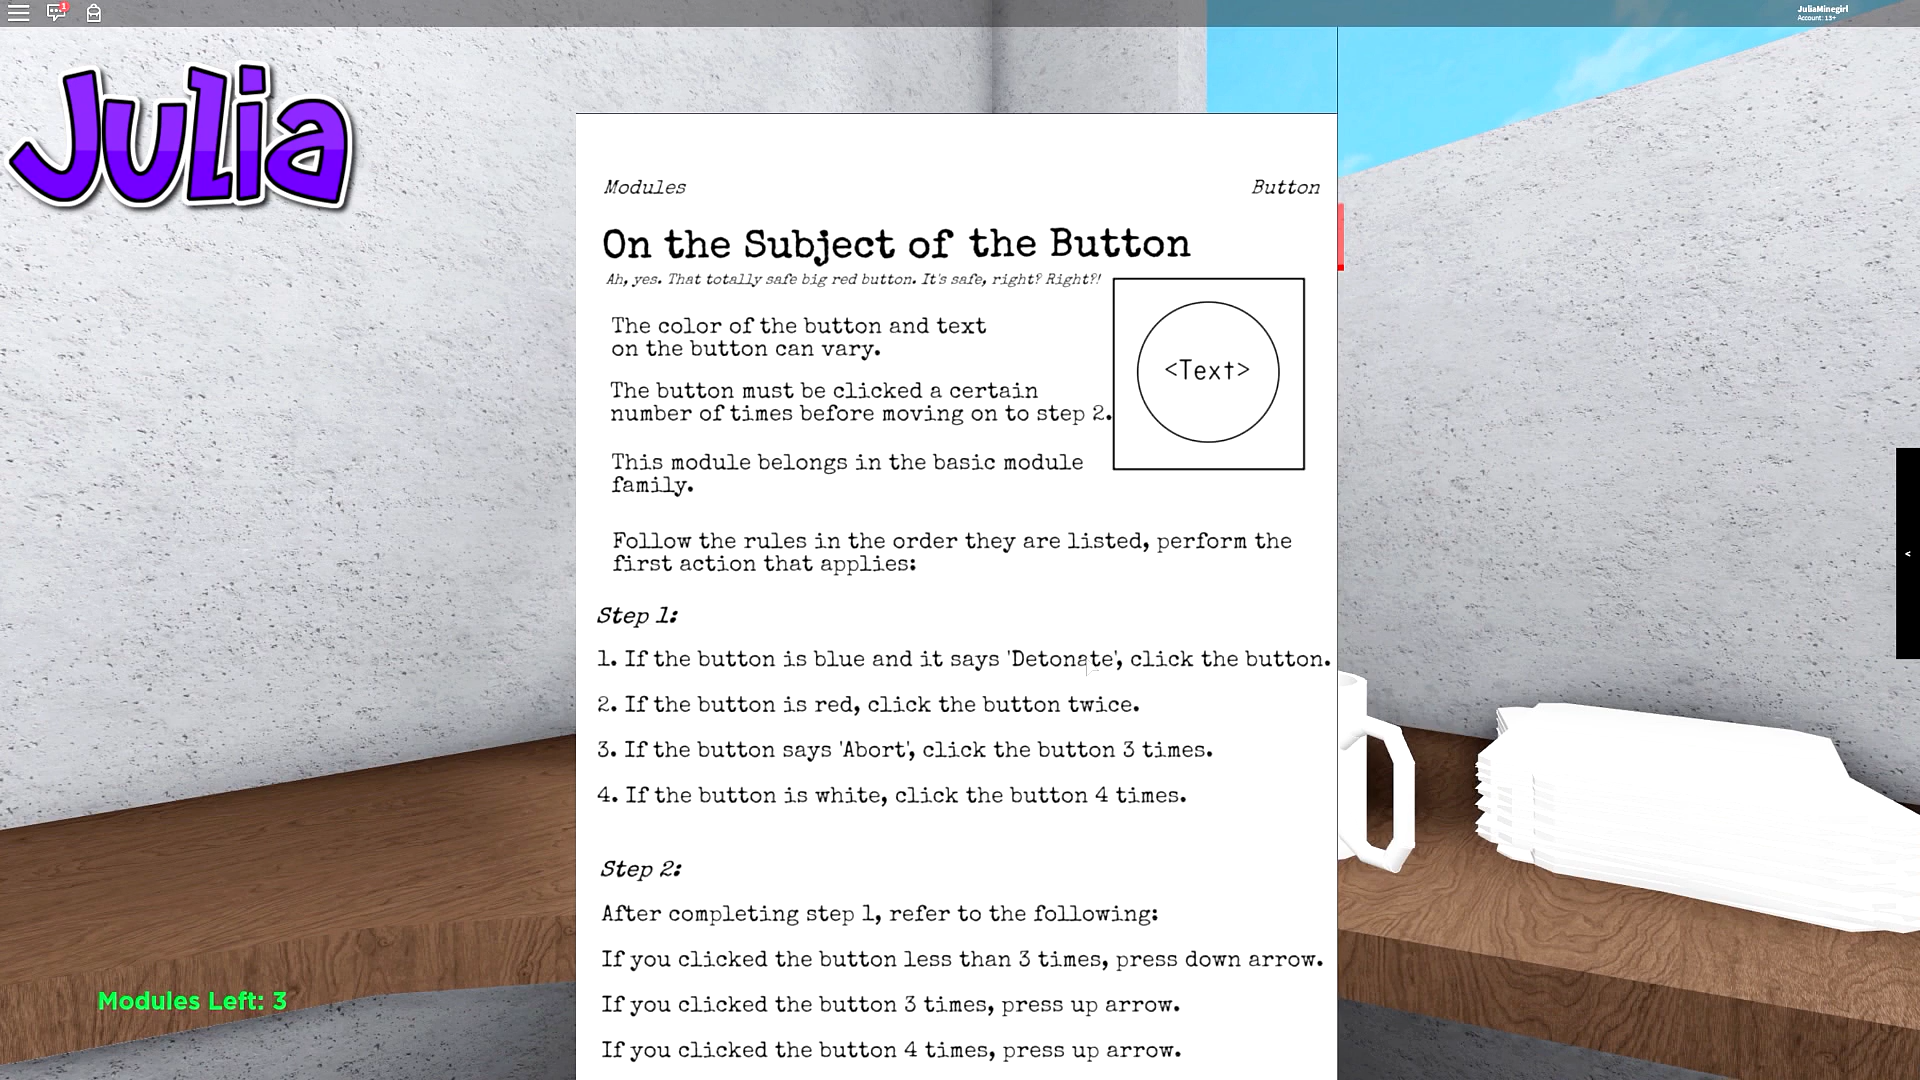 1
JuliaMinegirl
Account: 13+
Julia
Modules
Button
On the Subject of the Button
Ah, yes. That totally safe big red button. It's safe, right? Right?!
The color of the button and text
on the button can vary.
<Text>
The button must be clicked a certain
number of times before moving on to step 2.
This module belongs in the basic module
family.
Follow the rules in the order they are listed, perform the
first action that applies:
<
Step 1:
1. If the button is blue and it says 'Detonate', click the button.
2. If the button is red, click the button twice.
3. If the button says 'Abort', click the button 3 times.
4. If the button is white, click the button 4 times.
Step 2:
After completing step 1, refer to the following:
If you clicked the button less than 3 times, press down arrow.
Modules Left: 3
If you clicked the button 3 times, press up arrow.
If you clicked the button 4 times, press up arrow.